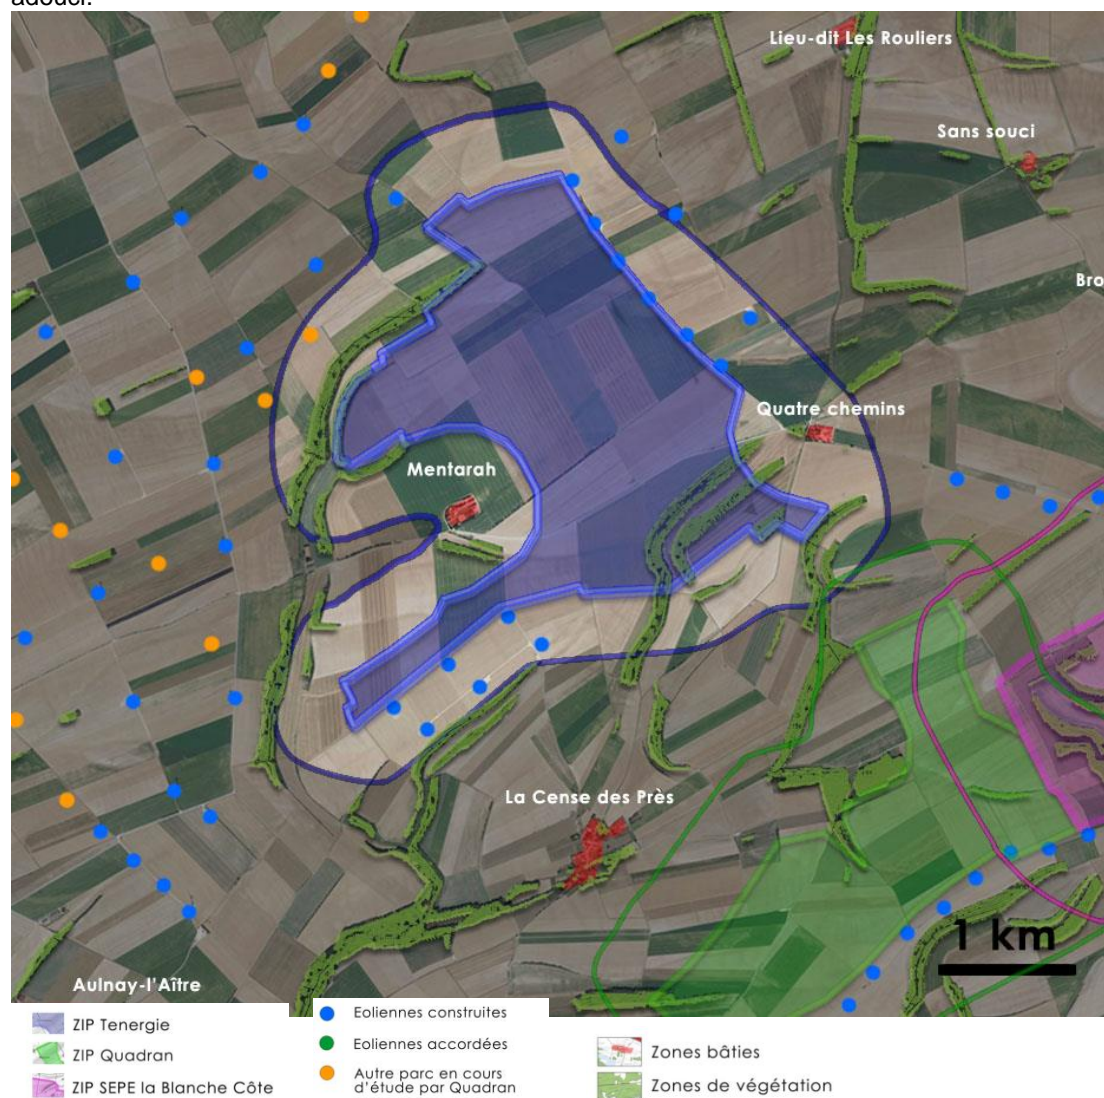 adouci.
Lieu-dit Les Rouliers
Sans souci
Bro
Quatre chemins
Mentarah
La Cense des Près
1 km
Aulnay-l'Aître
ZIP Tenergie
ZIP Quadran
ZIP SEPE la Blanche Côte
Eoliennes construites
Eoliennes accordées
Autre parc en cours
d'étude par Quadran
Zones bâties
Zones de végétation